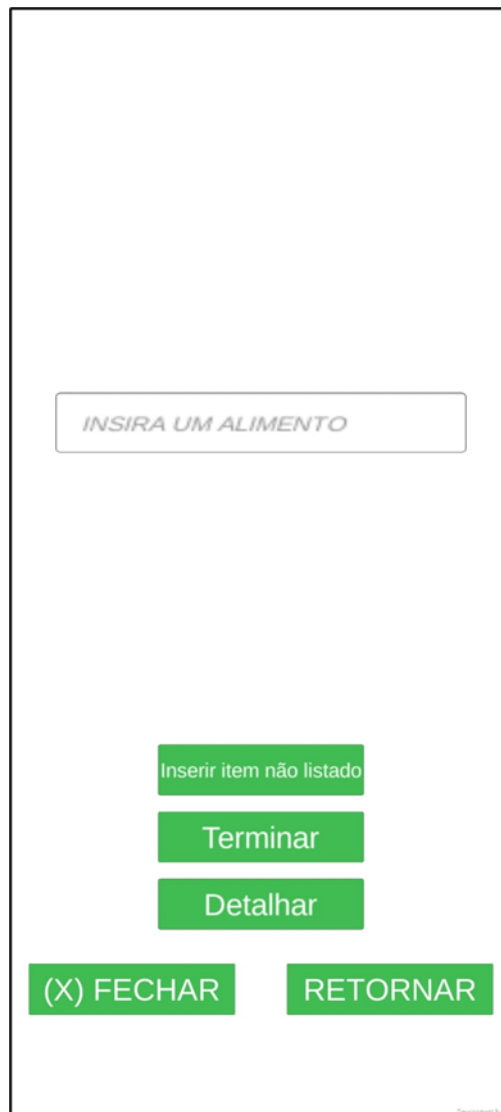 INSIRA UM ALIMENTO
Inserir item não listado
Terminar
Detalhar
(X) FECHAR
RETORNAR